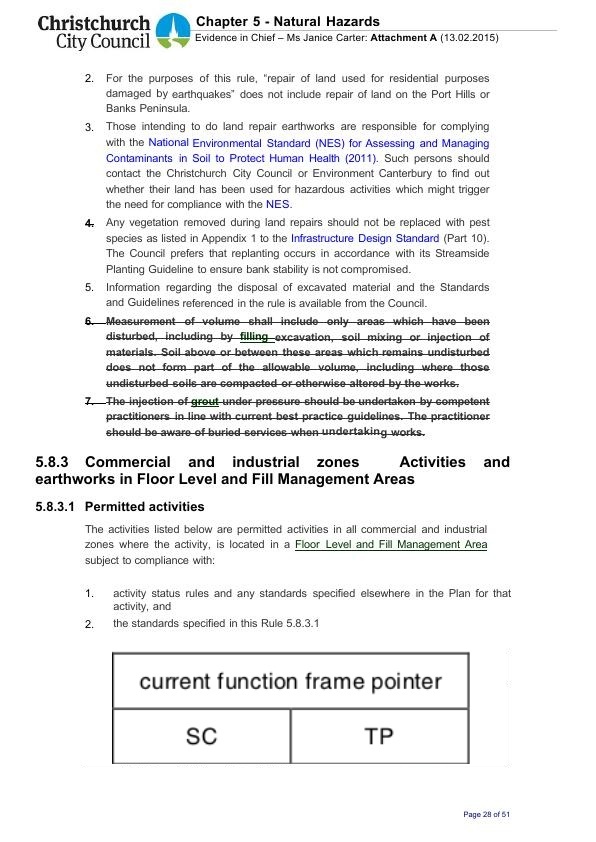 Christchurch
City Council
Chapter 5 - Natural Hazards
Evidence in Chief – Ms Janice Carter: Attachment A (13.02.2015)
2. For the purposes of this rule, “repair of land used for residential purposes
damaged by earthquakes” does not include repair of land on the Port Hills or
Banks Peninsula.
3. Those intending to do land repair earthworks are responsible for complying
with the National Environmental Standard (NES) for Assessing and Managing
Contaminants in Soil to Protect Human Health (2011). Such persons should
contact the Christchurch City Council or Environment Canterbury to find out
whether their land has been used for hazardous activities which might trigger
the need for compliance with the NES.
4. Any vegetation removed during land repairs should not be replaced with pest
species as listed in Appendix 1 to the Infrastructure Design Standard (Part 10).
The Council prefers that replanting occurs in accordance with its Streamside
Planting Guideline to ensure bank stability is not compromised.
5. Information regarding the disposal of excavated material and the Standards
and Guidelines referenced in the rule is available from the Council.
6. Measurement of volume shall include only areas which have been
disturbed, including by filling excavation, soil mixing or injection of
materials. Soil above or between these areas which remains undisturbed
does not form part of the allowable volume, including where those
undisturbed soils are compacted or otherwise altered by the works.
7. The injection of grout under pressure should be undertaken by competent
practitioners in line with current best practice guidelines. The practitioner
should be aware of buried services when undertaking works.
5.8.3 Commercial and industrial zones Activities and
earthworks in Floor Level and Fill Management Areas
5.8.3.1 Permitted activities
The activities listed below are permitted activities in all commercial and industrial
zones where the activity, is located in a Floor Level and Fill Management Area
subject to compliance with:
1. activity status rules and any standards specified elsewhere in the Plan for that
activity, and
2. the standards specified in this Rule 5.8.3.1
current function frame pointer
SC TP
Page 28 of 51